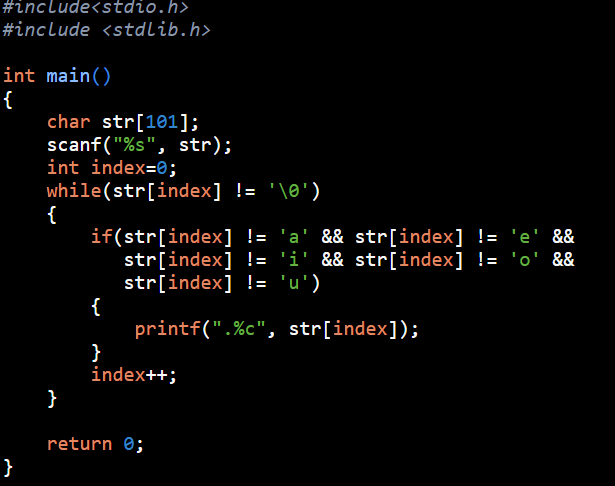 #include<stdio.h>
#include <stdlib.h>

int main()
{
    char str[101];
    scanf("%s", str);
    int index=0;
    while(str[index] != '\0')
    {
        if(str[index] != 'a' && str[index] != 'e' &&
           str[index] != 'i' && str[index] != 'o' &&
           str[index] != 'u')
        {
            printf(".%c", str[index]);
        }
        index++;
    }

    return 0;
}